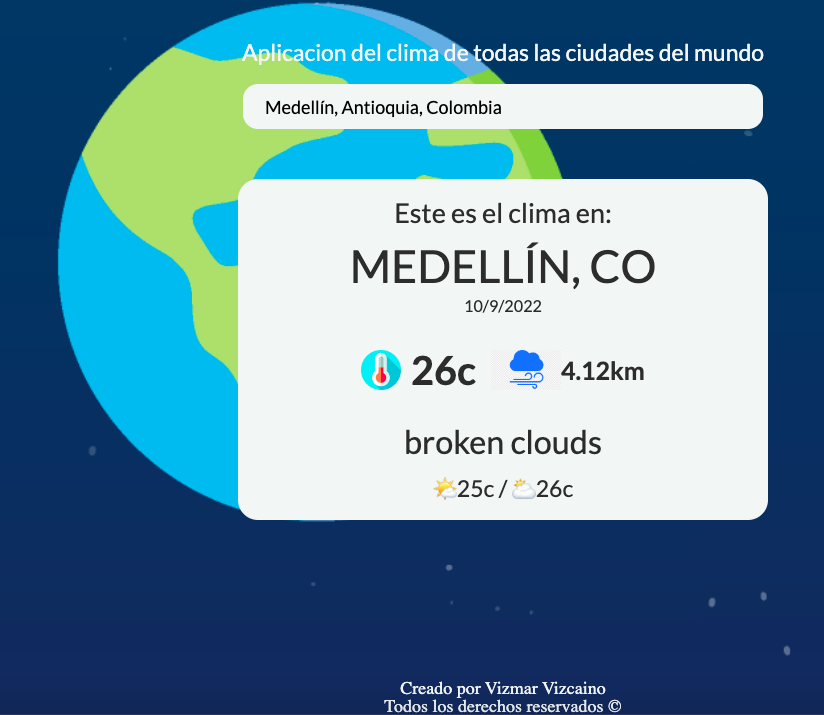 Aplicacion del clima de todas las ciudades del mundo
Medellín, Antioquia, Colombia
Este es el clima en:
MEDELLÍN, CO
10/9/2022
26c 4.12km
broken clouds
25c / 26c
Creado por Vizmar Vizcaino
Todos los derechos reservados ©